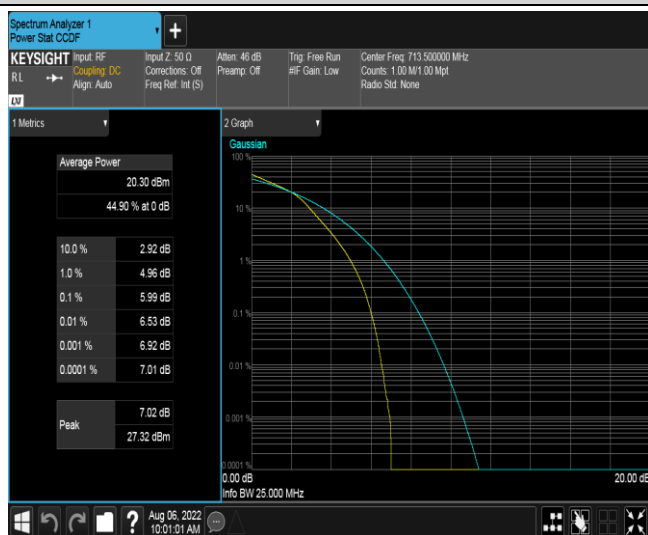 Spectrum Analyzer 1
Power Stat CCDF
+
KEYSIGHT
RL
LXI
Input: RF
Coupling: DC
Align: Auto
Input Z: 50 Ω
Corrections: Off
Freq Ref: Int (S)
Atten: 46 dB
Preamp: Off
Trig: Free Run
#IF Gain: Low
Center Freq: 713.500000 MHz
Counts: 1.00 M/1.00 Mpt
Radio Std: None
1 Metrics
Average Power
20.30 dBm
44.90 % at 0 dB
10.0 % 2.92 dB
1.0 % 4.96 dB
0.1 % 5.99 dB
0.01 % 6.53 dB
0.001 % 6.92 dB
0.0001 % 7.01 dB
Peak
7.02 dB
27.32 dBm
2 Graph
Gaussian
100 %
10 %
1 %
0.1 %
0.01 %
0.001 %
0.0001 %
0.00 dB
20.00 dB
Info BW 25.000 MHz
?
Aug 06, 2022
10:01:01 AM